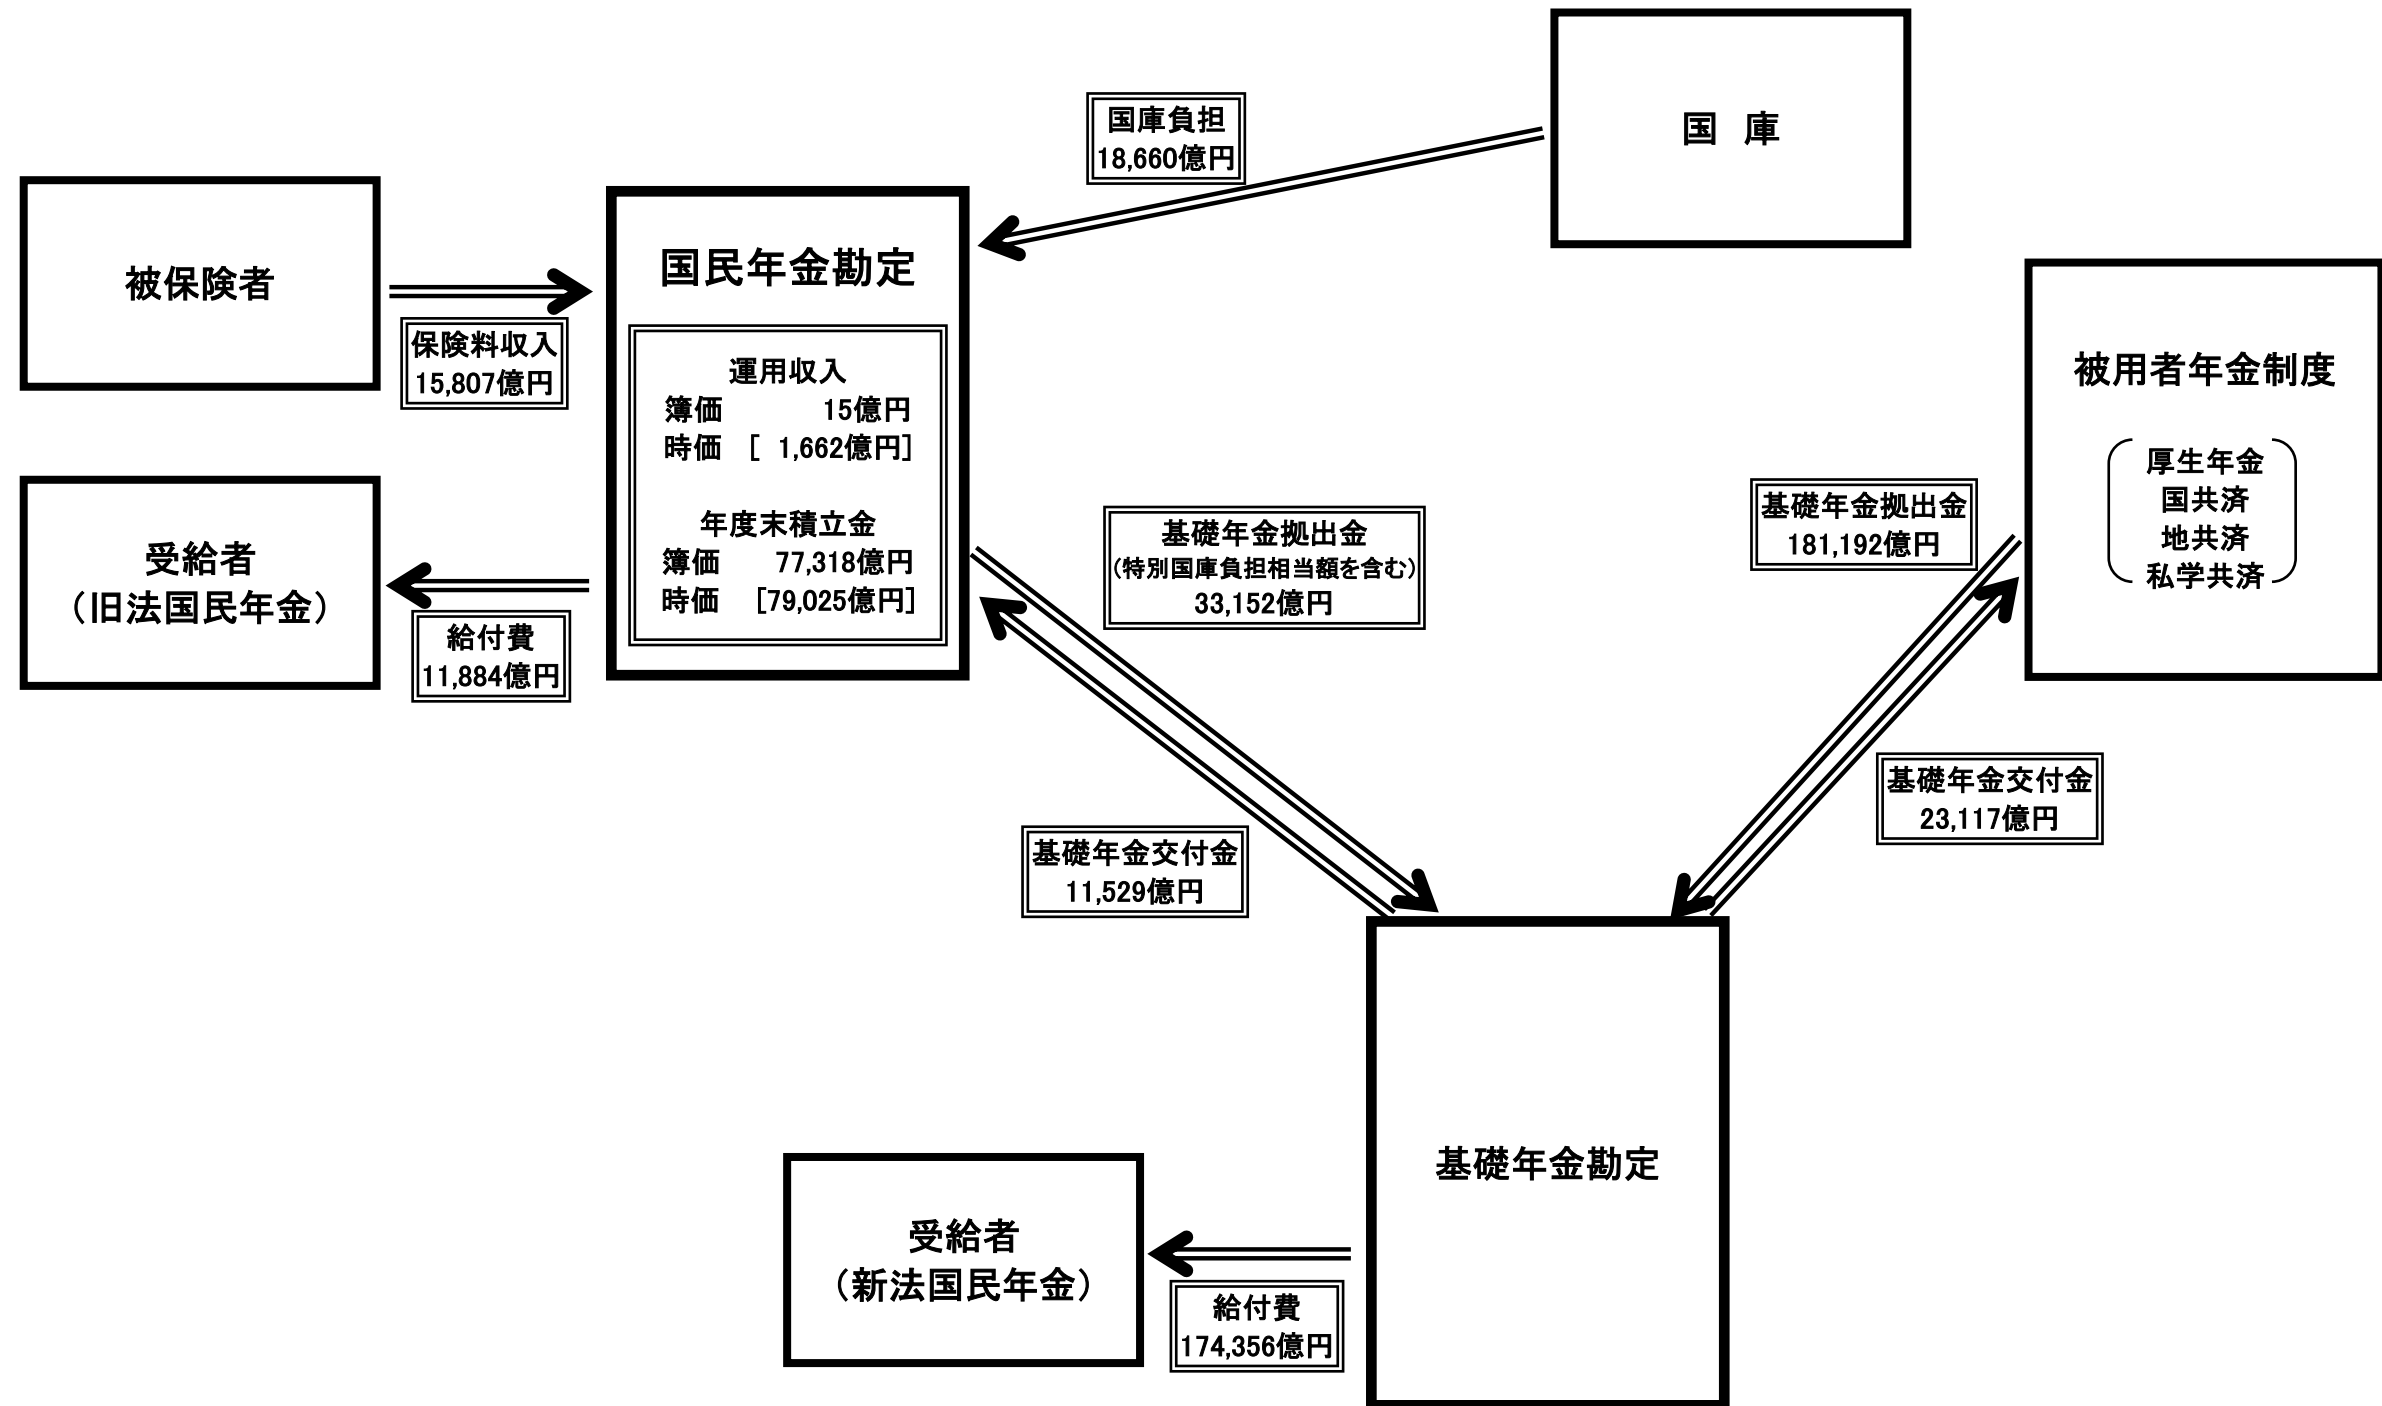 国 庫
国庫負担
18,660億円
被保険者
保険料収入
15,807億円
国民年金勘定
運用収入
簿価 15億円
時価 [ 1,662億円]
年度末積立金
簿価 77,318億円
時価 [79,025億円]
受給者
(旧法国民年金)
給付費
11,884億円
基礎年金拠出金
(特別国庫負担相当額を含む)
33,152億円
基礎年金拠出金
181,192億円
被用者年金制度
厚生年金
国共済
地共済
私学共済
基礎年金交付金
11,529億円
基礎年金交付金
23,117億円
基礎年金勘定
受給者
(新法国民年金)
給付費
174,356億円